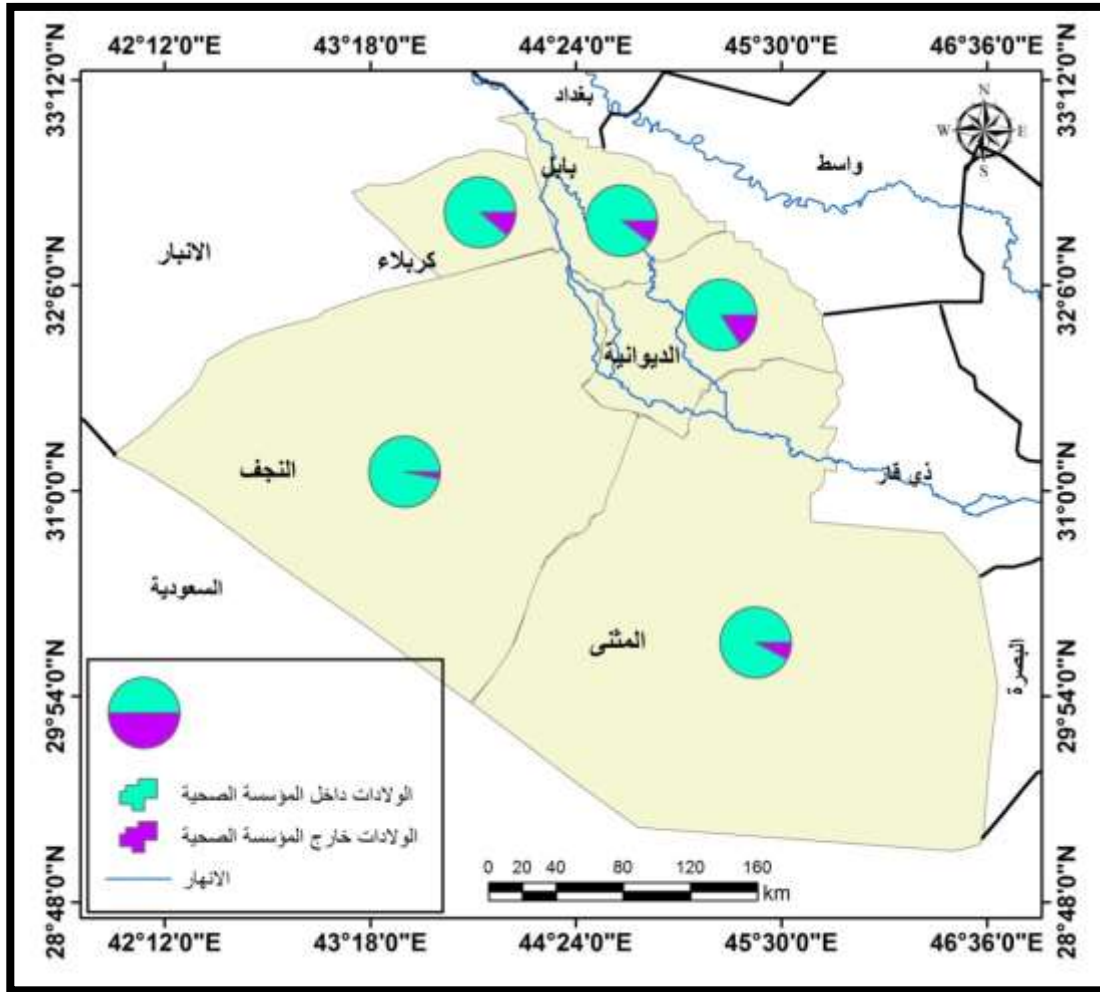 42°12'0"E 43°18'0"E 44°24'0"E 45°30'0"E 46°36'0"E
33°12'0"N
33°12'0"N
بغداد
N
W E
S
واسط
بابل
الانبار
كربلاء
32°6'0"N
32°6'0"N
الديوانية
النجف
ذي قار
31°0'0"N
31°0'0"N
السعودية
المثنى
البصرة
29°54'0"N
29°54'0"N
الولادات داخل المؤسسة الصحية
الولادات خارج المؤسسة الصحية
الانهار
0 20 40 80 120 160
km
28°48'0"N
28°48'0"N
42°12'0"E 43°18'0"E 44°24'0"E 45°30'0"E 46°36'0"E